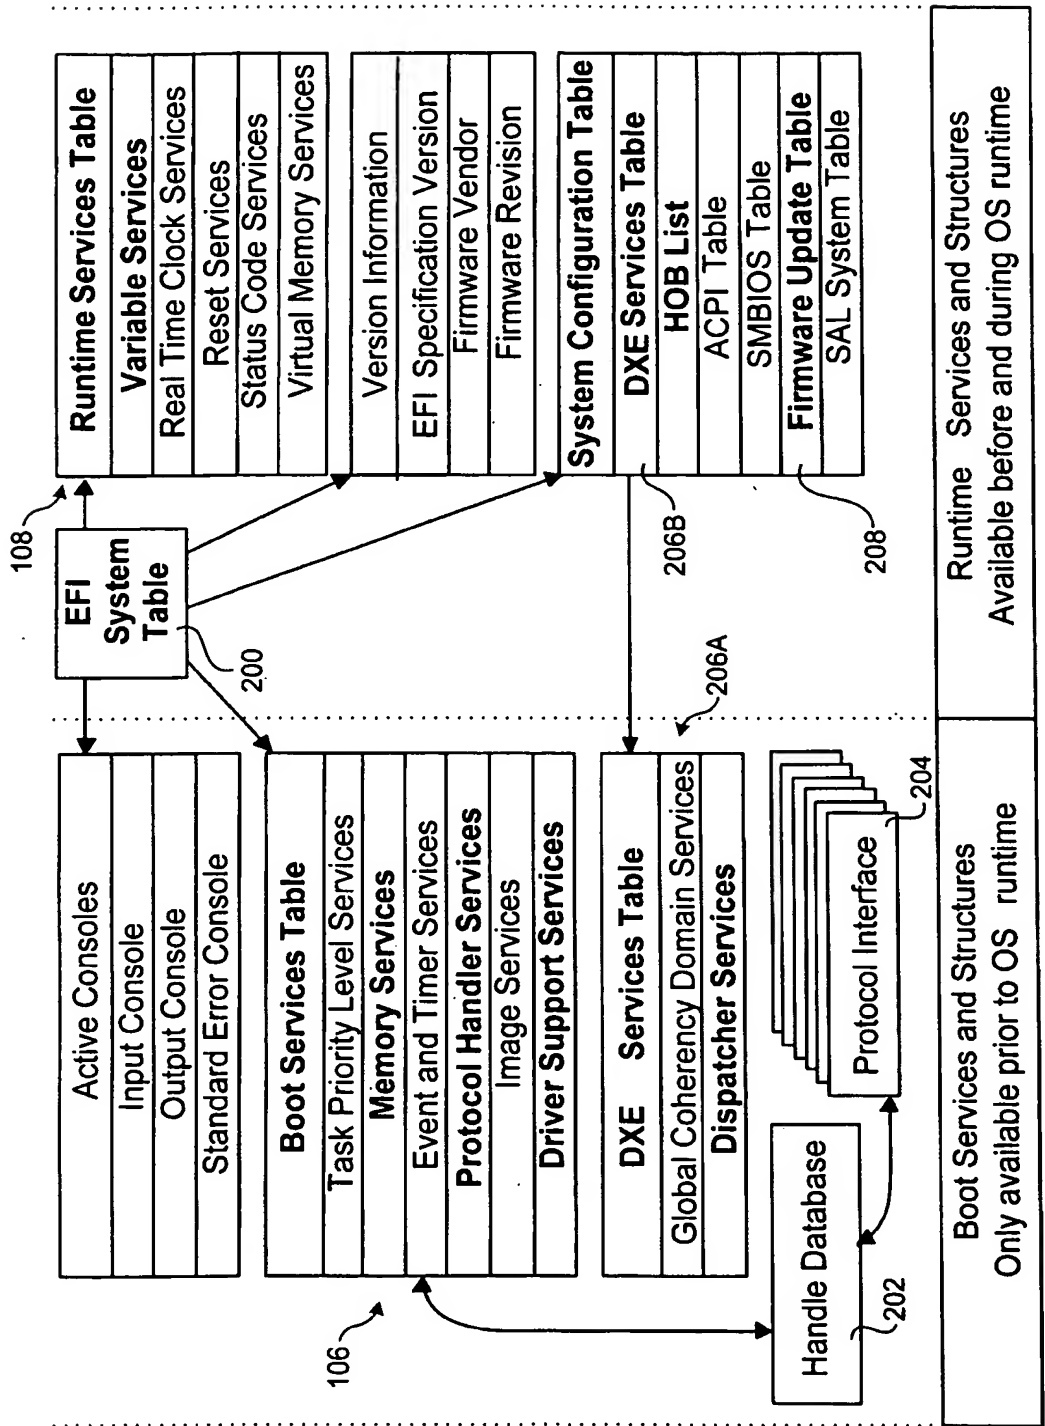 Active Consoles
Input Console
Output Console
Standard Error Console
106
Boot Services Table
Task Priority Level Services
Memory Services
Event and Timer Services
Protocol Handler Services
Image Services
Driver Support Services
DXE Services Table
Global Coherency Domain Services
Dispatcher Services
206A
Handle Database
202
Protocol Interface
204
EFI
System
Table
200
108
Runtime Services Table
Variable Services
Real Time Clock Services
Reset Services
Status Code Services
Virtual Memory Services
Version Information
EFI Specification Version
Firmware Vendor
Firmware Revision
System Configuration Table
DXE Services Table
HOB List
ACPI Table
SMBIOS Table
Firmware Update Table
SAL System Table
206B
208
Boot Services and Structures
Only available prior to OS runtime
Runtime Services and Structures
Available before and during OS runtime